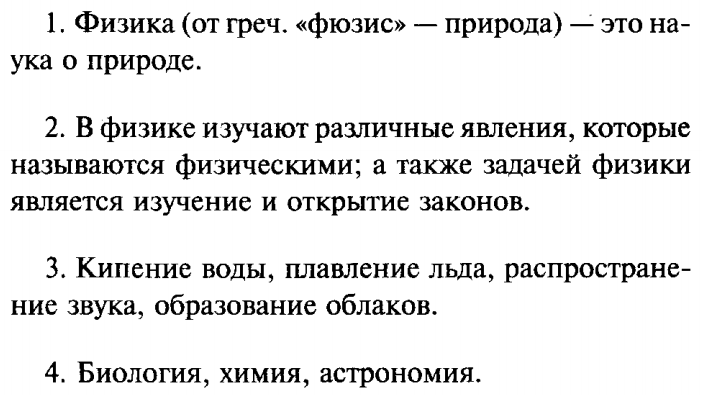 1. Физика (от греч. «фюзис» — природа) — это на-
ука о природе.
2. В физике изучают различные явления, которые
называются физическими; а также задачей физики
является изучение и открытие законов.
3. Кипение воды, плавление льда, распростране-
ние звука, образование облаков.
4. Биология, химия, астрономия.